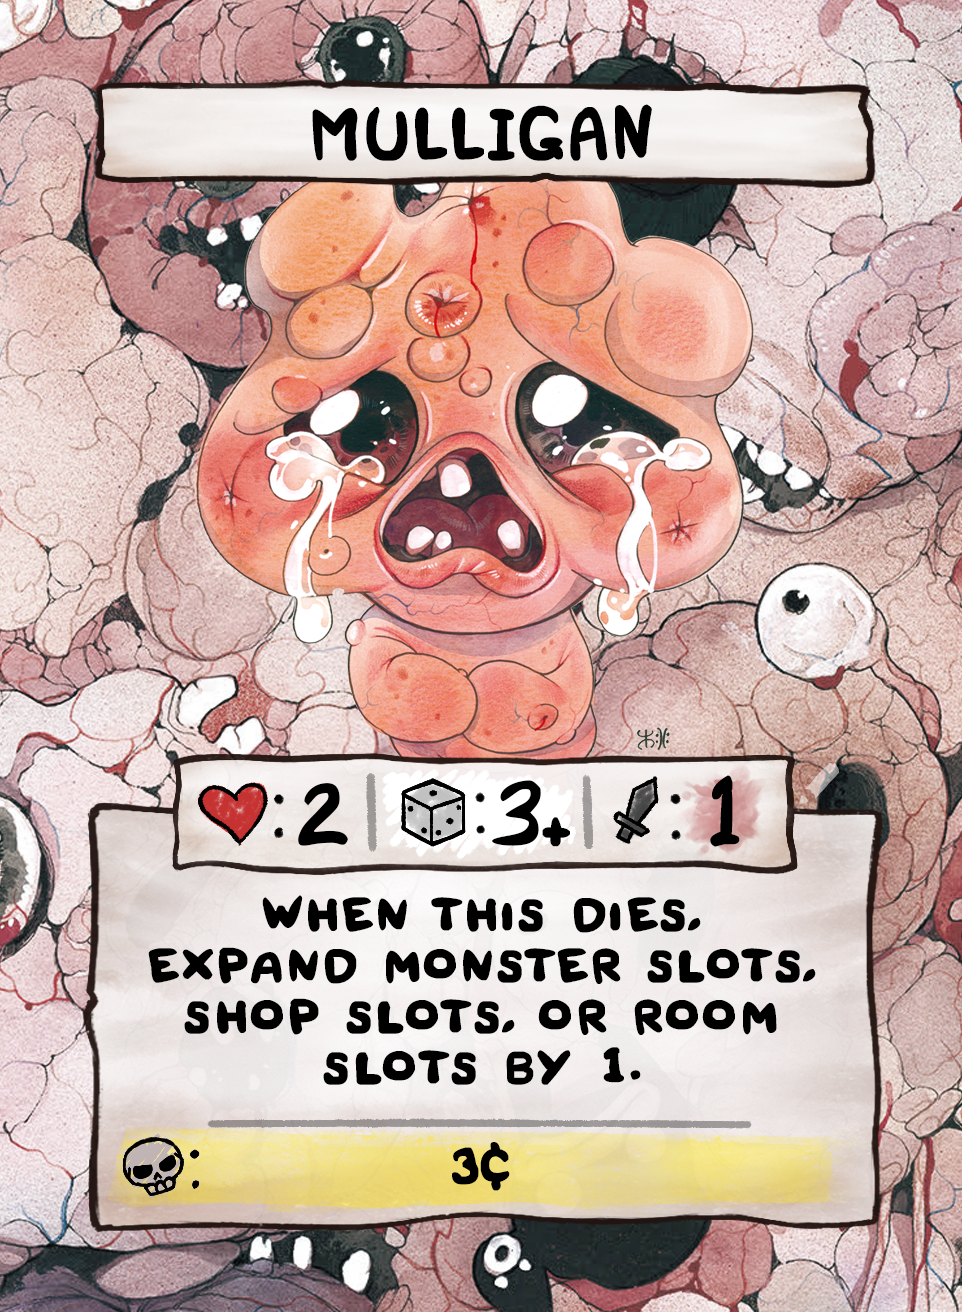 MULLIGAN
: 2 | : 3+ | : 1
WHEN THIS DIES,
EXPAND MONSTER SLOTS,
SHOP SLOTS, OR ROOM
SLOTS BY 1.
: 3¢